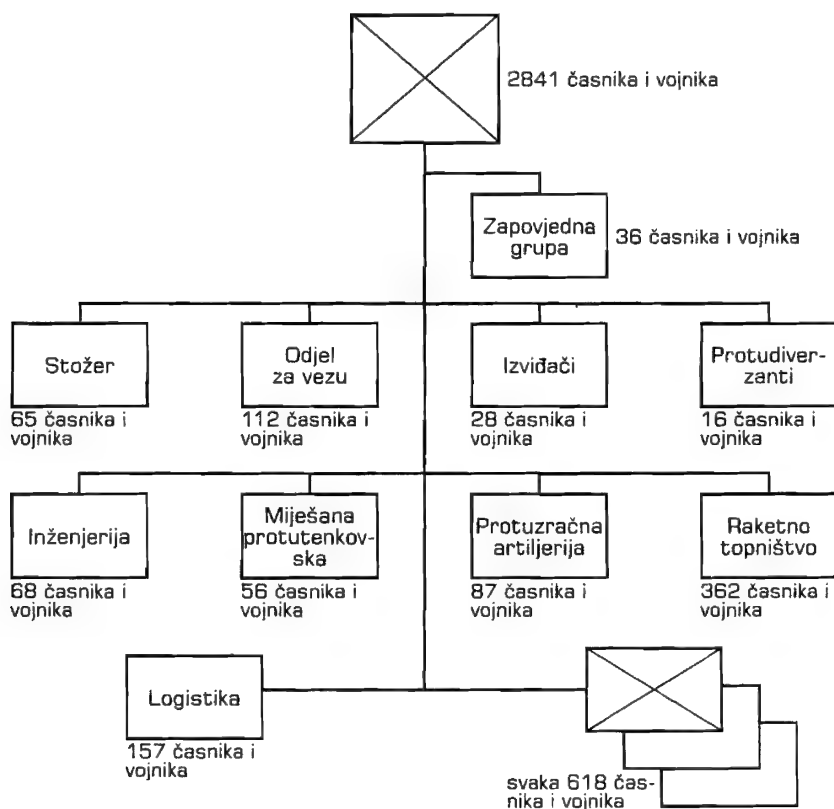 2841 časnika i vojnika
Zapovjedna
grupa
36 časnika i vojnika
Stožer
65 časnika i
vojnika
Odjel
za vezu
112 časnika i
vojnika
Izviđači
28 časnika i
vojnika
Protudiver-
zanti
16 časnika i
vojnika
Inženjerija
68 časnika i
vojnika
Miješana
protutenkov-
ska
56 časnika i
vojnika
Protuzračna
artiljerija
87 časnika i
vojnika
Raketno
topništvo
362 časnika i
vojnika
Logistika
157 časnika i
vojnika
svaka 618 čas-
nika i vojnika